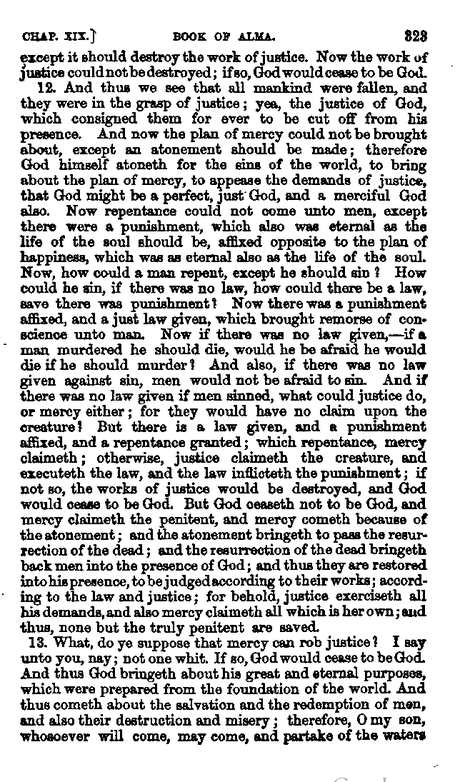 CHAP. XIX.] BOOK OF ALMA. 323
except it should destroy the work of justice. Now the work of
justice could not be destroyed; if so, God would cease to be God.
12. And thus we see that all mankind were fallen, and
they were in the grasp of justice; yea, the justice of God,
which consigned them for ever to be cut off from his
presence. And now the plan of mercy could not be brought
about, except an atonement should be made; therefore
God himself atoneth for the sins of the world, to bring
about the plan of mercy, to appease the demands of justice,
that God might be a perfect, just God, and a merciful God
also. Now repentance could not come unto men, except
there were a punishment, which also was eternal as the
life of the soul should be, affixed opposite to the plan of
happiness, which was as eternal also as the life of the soul.
Now, how could a man repent, except he should sin? How
could he sin, if there was no law, how could there be a law,
save there was punishment? Now there was a punishment
affixed, and a just law given, which brought remorse of con-
science unto man. Now if there was no law given,—if a
man murdered he should die, would he be afraid he would
die if he should murder? And also, if there was no law
given against sin, men would not be afraid to sin. And if
there was no law given if men sinned, what could justice do,
or mercy either; for they would have no claim upon the
creature? But there is a law given, and a punishment
affixed, and a repentance granted; which repentance, mercy
claimeth; otherwise, justice claimeth the creature, and
executeth the law, and the law inflicteth the punishment; if
not so, the works of justice would be destroyed, and God
would cease to be God. But God ceaseth not to be God, and
mercy claimeth the penitent, and mercy cometh because of
the atonement; and the atonement bringeth to pass the resur-
rection of the dead; and the resurrection of the dead bringeth
back men into the presence of God; and thus they are restored
into his presence, to be judged according to their works; accord-
ing to the law and justice; for behold, justice exerciseth all
his demands, and also mercy claimeth all which is her own; and
thus, none but the truly penitent are saved.
13. What, do ye suppose that mercy can rob justice? I say
unto you, nay; not one whit. If so, God would cease to be God.
And thus God bringeth about his great and eternal purposes,
which were prepared from the foundation of the world. And
thus cometh about the salvation and the redemption of men,
and also their destruction and misery; therefore, O my son,
whosoever will come, may come, and partake of the waters